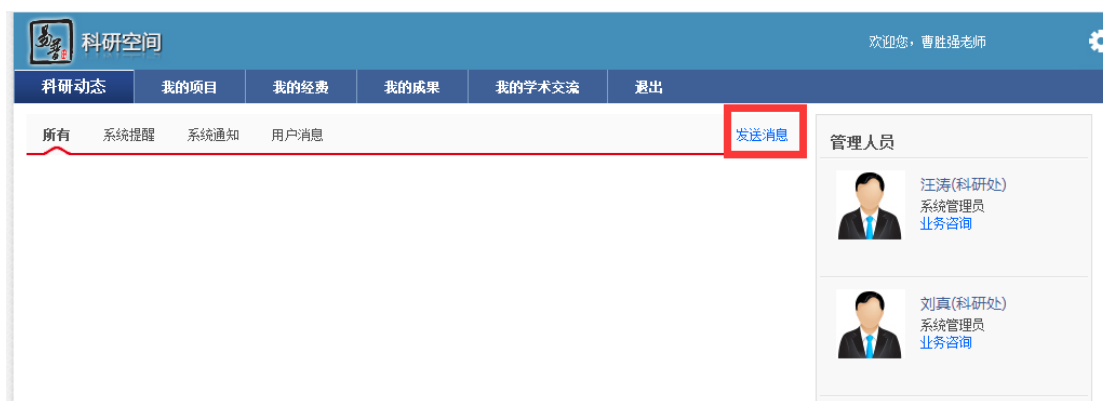 易普 科研空间
欢迎您，曹胜强老师
科研动态 我的项目 我的经费 我的成果 我的学术交流 退出
所有 系统提醒 系统通知 用户消息 发送消息
管理人员
汪涛(科研处)
系统管理员
业务咨询
刘真(科研处)
系统管理员
业务咨询